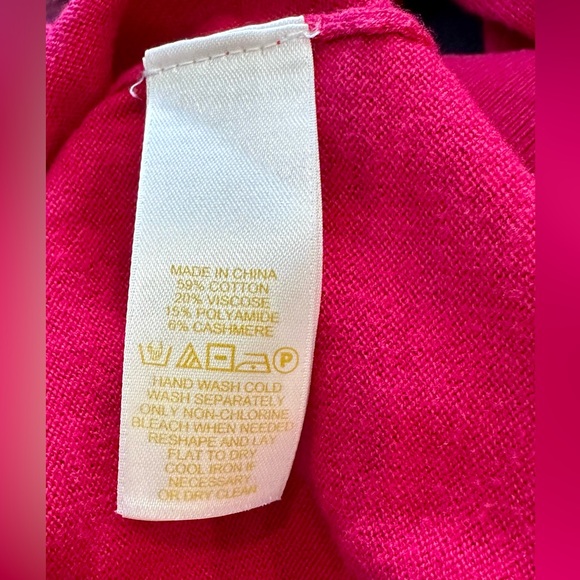 MADE IN CHINA
59% COTTON
20% VISCOSE
15% POLYAMIDE
6% CASHMERE
P
HAND WASH COLD
WASH SEPARATELY
ONLY NON-CHLORINE
BLEACH WHEN NEEDED
RESHAPE AND LAY
FLAT TO DRY
COOL IRON IF
NECESSARY
OR DRY CLEAN